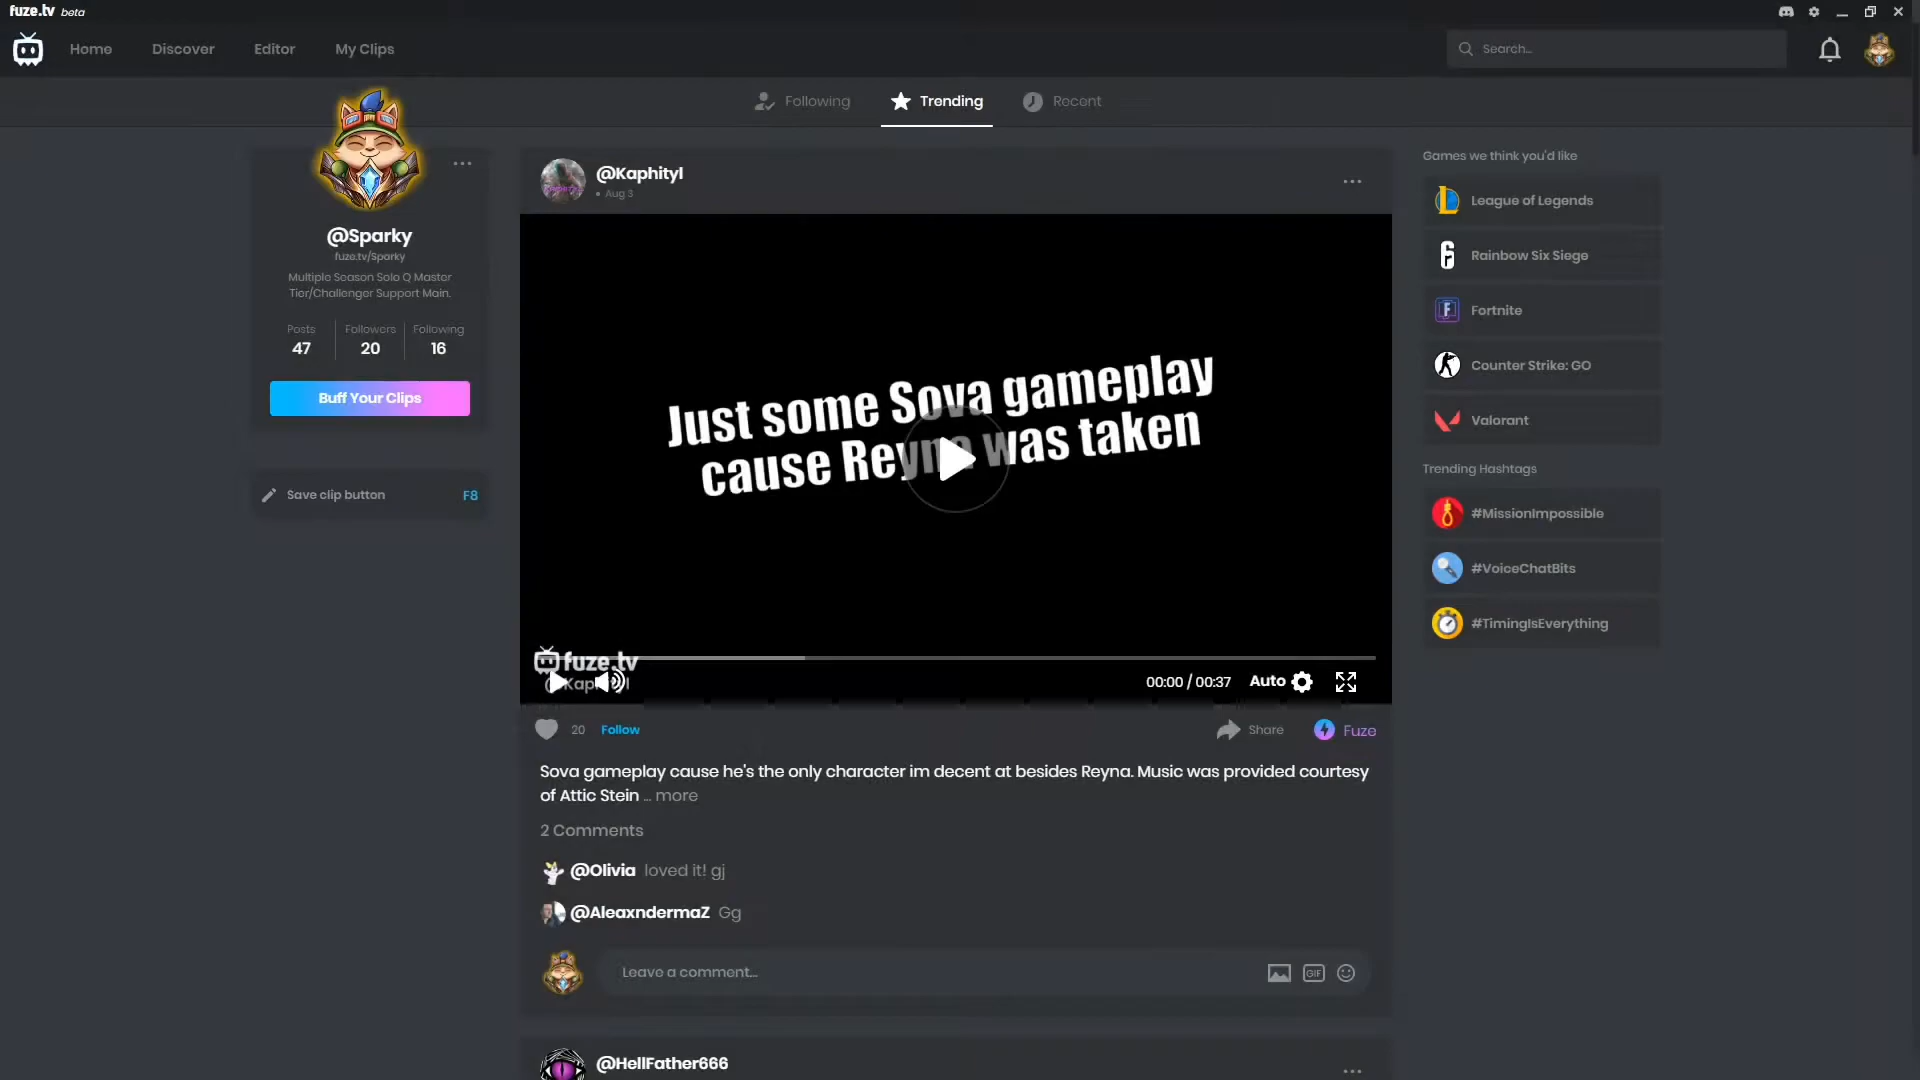 fuze.tv beta
Home
Discover
Editor
My Clips
Search...
Following
Trending
Recent
@Sparky
fuze.tv/Sparky
Multiple Season Solo Q Master
Tier/Challenger Support Main.
Posts
Followers
Following
47
20
16
Buff Your Clips
Save clip button
F8
@Kaphityl
• Aug 3
Just some Sova gameplay
cause Reyna was taken
fuze.tv
@Kaphityl
00:00 / 00:37
Auto
20
Follow
Share
Fuze
Sova gameplay cause he's the only character im decent at besides Reyna. Music was provided courtesy
of Attic Stein ... more
2 Comments
@Olivia loved it! gj
@AleaxndermaZ Gg
Leave a comment...
GIF
@HellFather666
Games we think you'd like
League of Legends
Rainbow Six Siege
Fortnite
Counter Strike: GO
Valorant
Trending Hashtags
#MissionImpossible
#VoiceChatBits
#TimingIsEverything